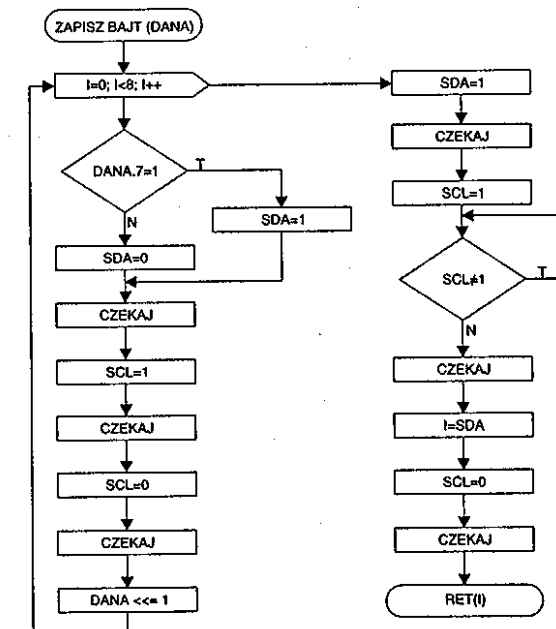 ZAPISZ BAJT (DANA)
I=0; I<8; I++
DANA.7=1
T
N
SDA=1
SDA=0
CZEKAJ
SCL=1
CZEKAJ
SCL=0
CZEKAJ
DANA <<= 1
SDA=1
CZEKAJ
SCL=1
SCL≠1
T
N
CZEKAJ
I=SDA
SCL=0
CZEKAJ
RET(I)